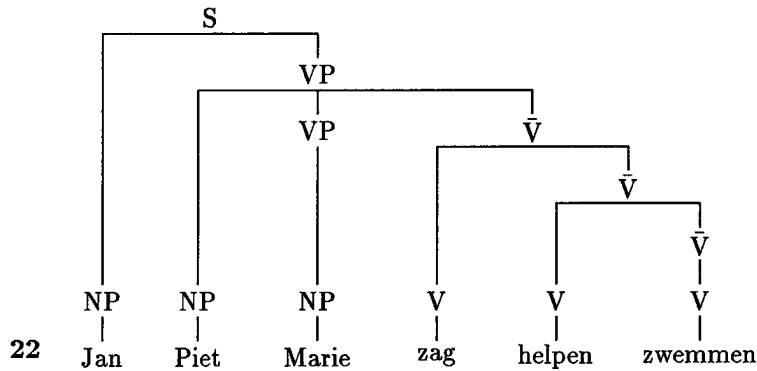 S
VP
VP V̄
V̄
V̄
NP NP NP V V V
22 Jan Piet Marie zag helpen zwemmen